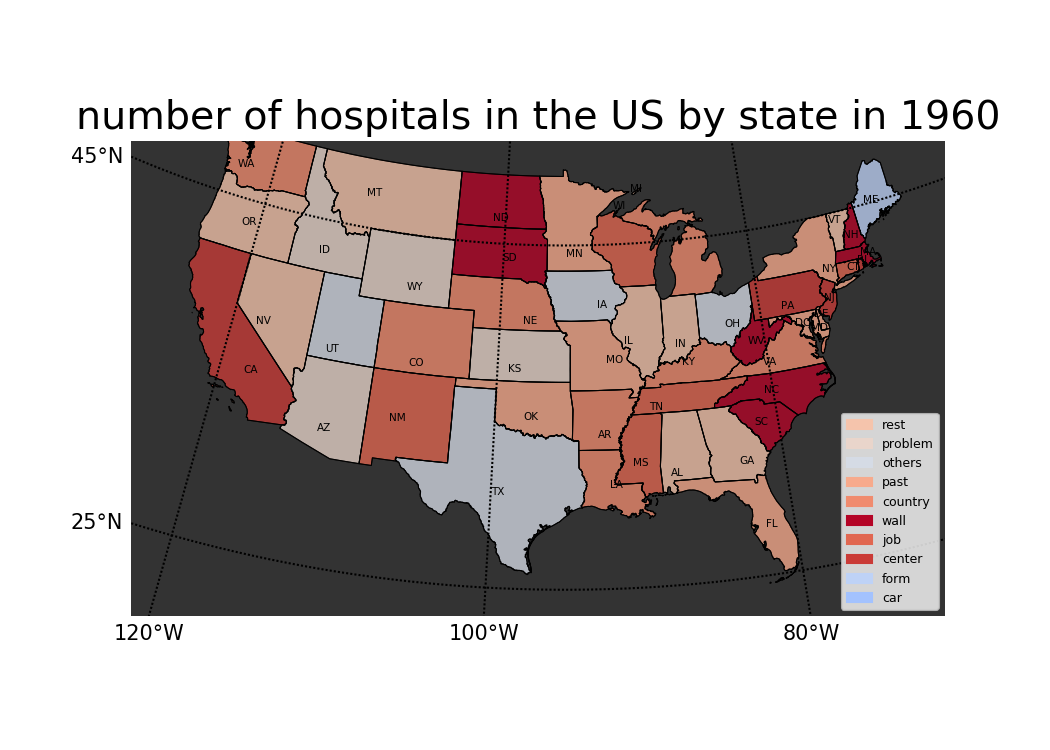 number of hospitals in the US by state in 1960
45°N
25°N
120°W
100°W
80°W
WA
OR
CA
ID
NV
MT
WY
UT
AZ
CO
NM
ND
SD
NE
KS
OK
TX
MN
IA
MO
AR
LA
WI
MI
IL
IN
OH
KY
TN
MS
AL
GA
FL
SC
NC
VA
WV
PA
NY
VT
NH
ME
MA
CT
NJ
DE
MD
DC
rest
problem
others
past
country
wall
job
center
form
car